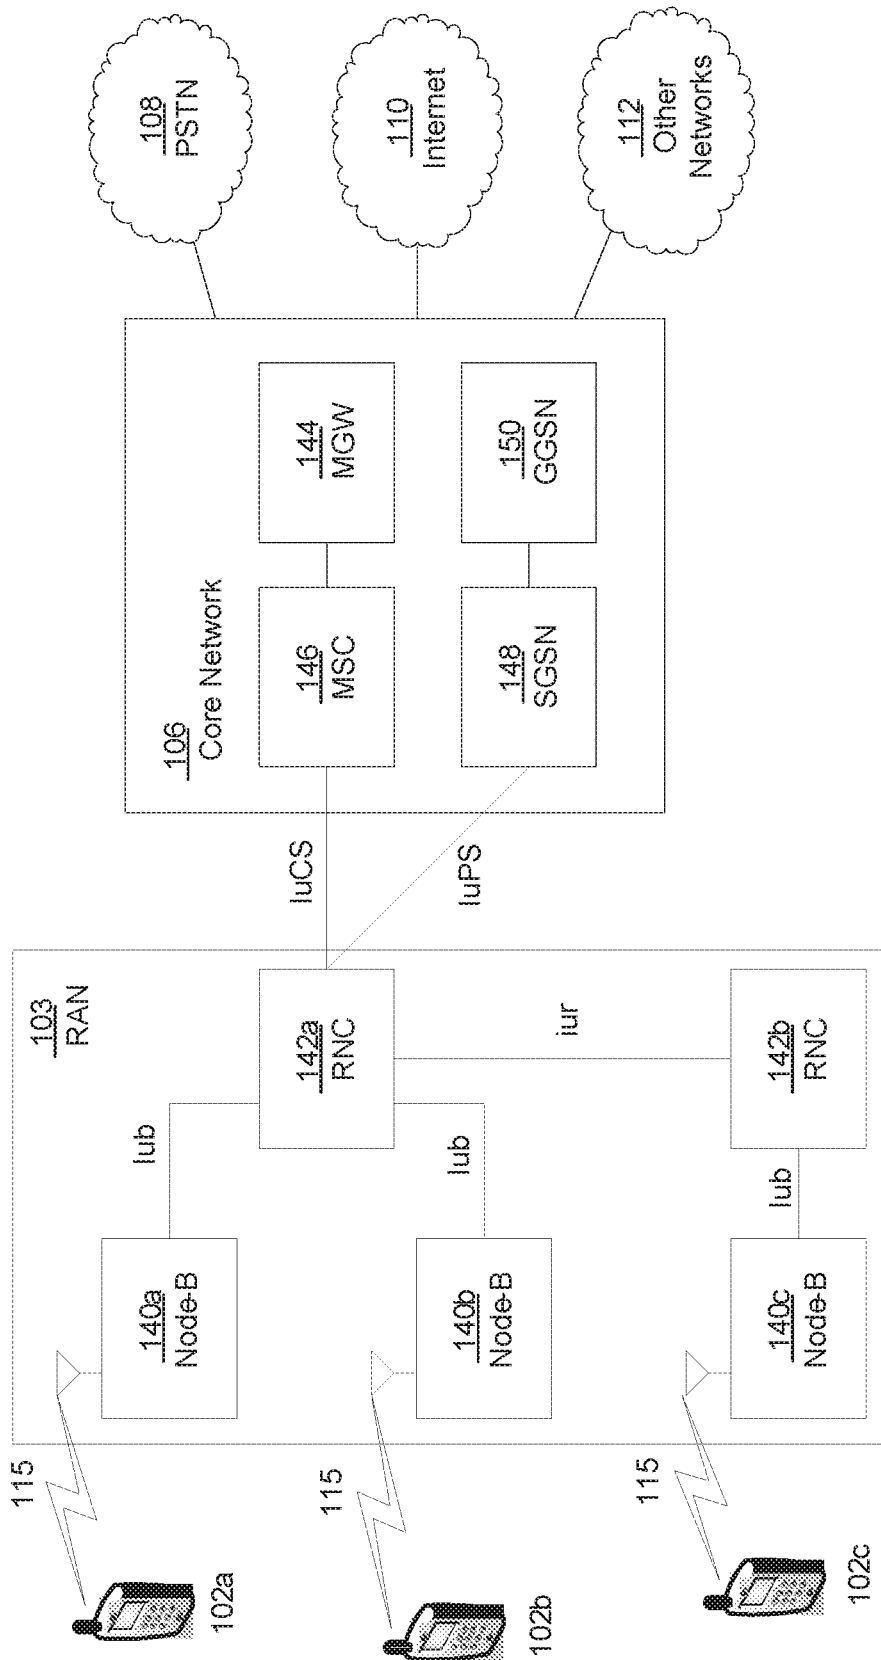 102a
115
140a
Node-B
Iub
103
RAN
142a
RNC
IuCS
106
Core Network
146
MSC
144
MGW
108
PSTN
102b
115
140b
Node-B
Iub
IuPS
148
SGSN
150
GGSN
110
Internet
iur
102c
115
140c
Node-B
Iub
142b
RNC
112
Other
Networks